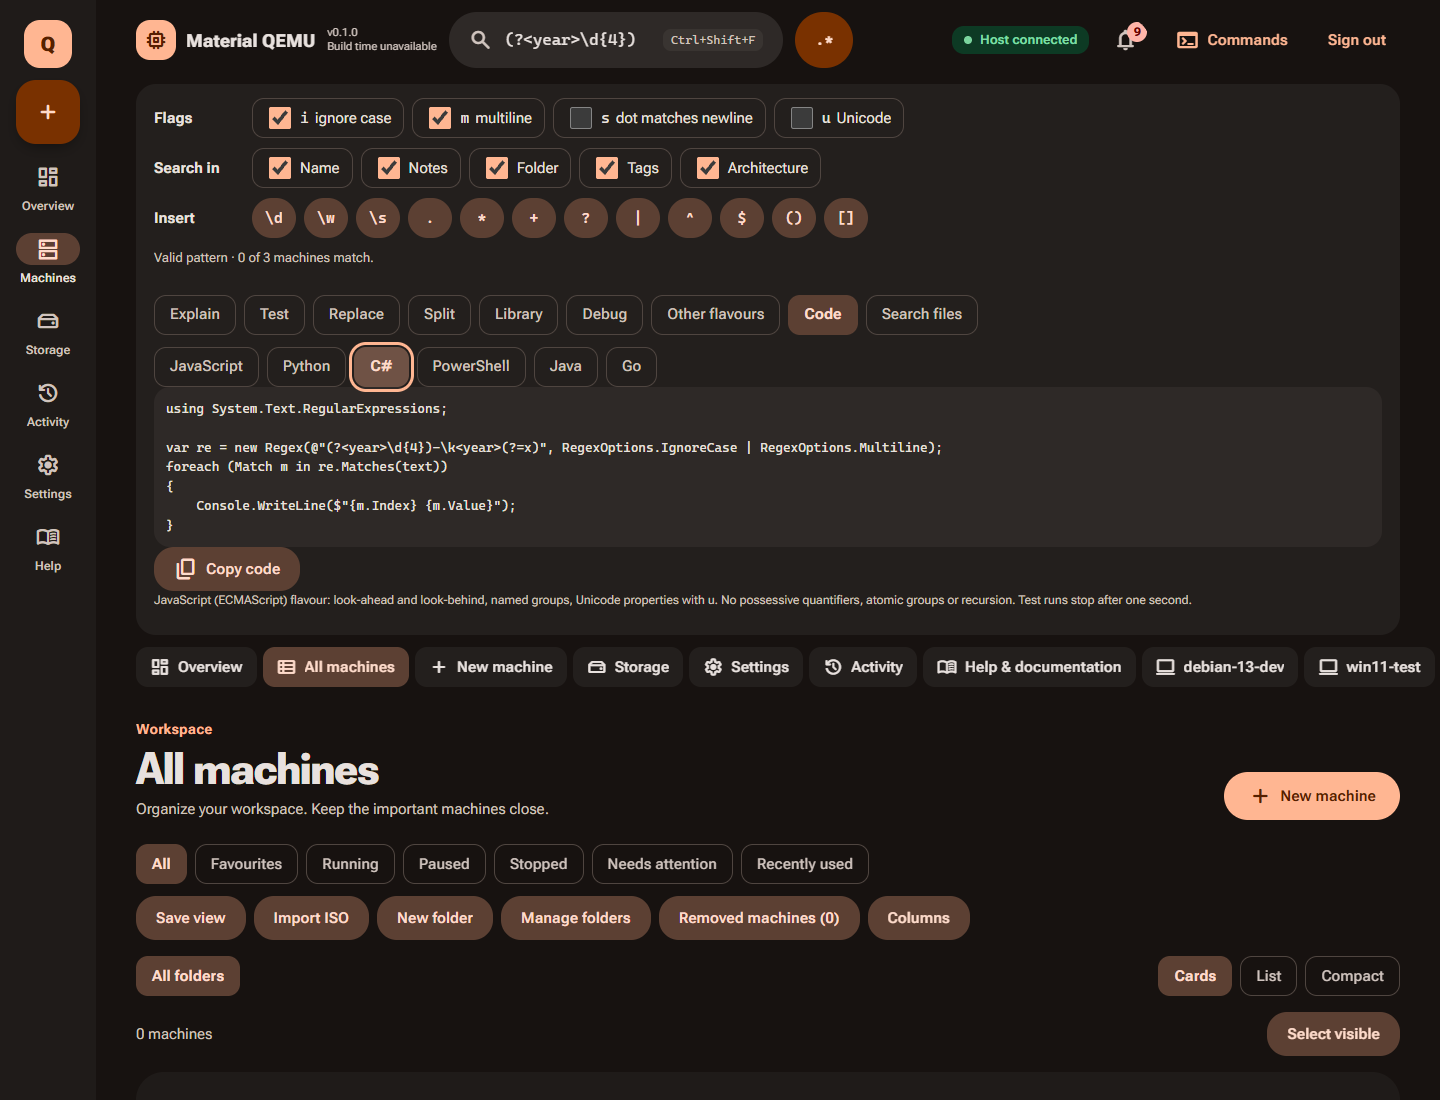 Q
Material QEMU
v0.1.0
Build time unavailable
(?<year>\d{4})
Ctrl+Shift+F
.*
Host connected
9
Commands
Sign out
+
Overview
Machines
Storage
Activity
Settings
Help
Flags
i ignore case
m multiline
s dot matches newline
u Unicode
Search in
Name
Notes
Folder
Tags
Architecture
Insert
\d
\w
\s
.
*
+
?
|
^
$
()
[]
Valid pattern · 0 of 3 machines match.
Explain
Test
Replace
Split
Library
Debug
Other flavours
Code
Search files
JavaScript
Python
C#
PowerShell
Java
Go
using System.Text.RegularExpressions;
var re = new Regex(@"(?<year>\d{4})-\k<year>(?=x)", RegexOptions.IgnoreCase | RegexOptions.Multiline);
foreach (Match m in re.Matches(text))
{
    Console.WriteLine($"{m.Index} {m.Value}");
}
Copy code
JavaScript (ECMAScript) flavour: look-ahead and look-behind, named groups, Unicode properties with u. No possessive quantifiers, atomic groups or recursion. Test runs stop after one second.
Overview
All machines
+ New machine
Storage
Settings
Activity
Help & documentation
debian-13-dev
win11-test
Workspace
All machines
Organize your workspace. Keep the important machines close.
+ New machine
All
Favourites
Running
Paused
Stopped
Needs attention
Recently used
Save view
Import ISO
New folder
Manage folders
Removed machines (0)
Columns
All folders
Cards
List
Compact
0 machines
Select visible